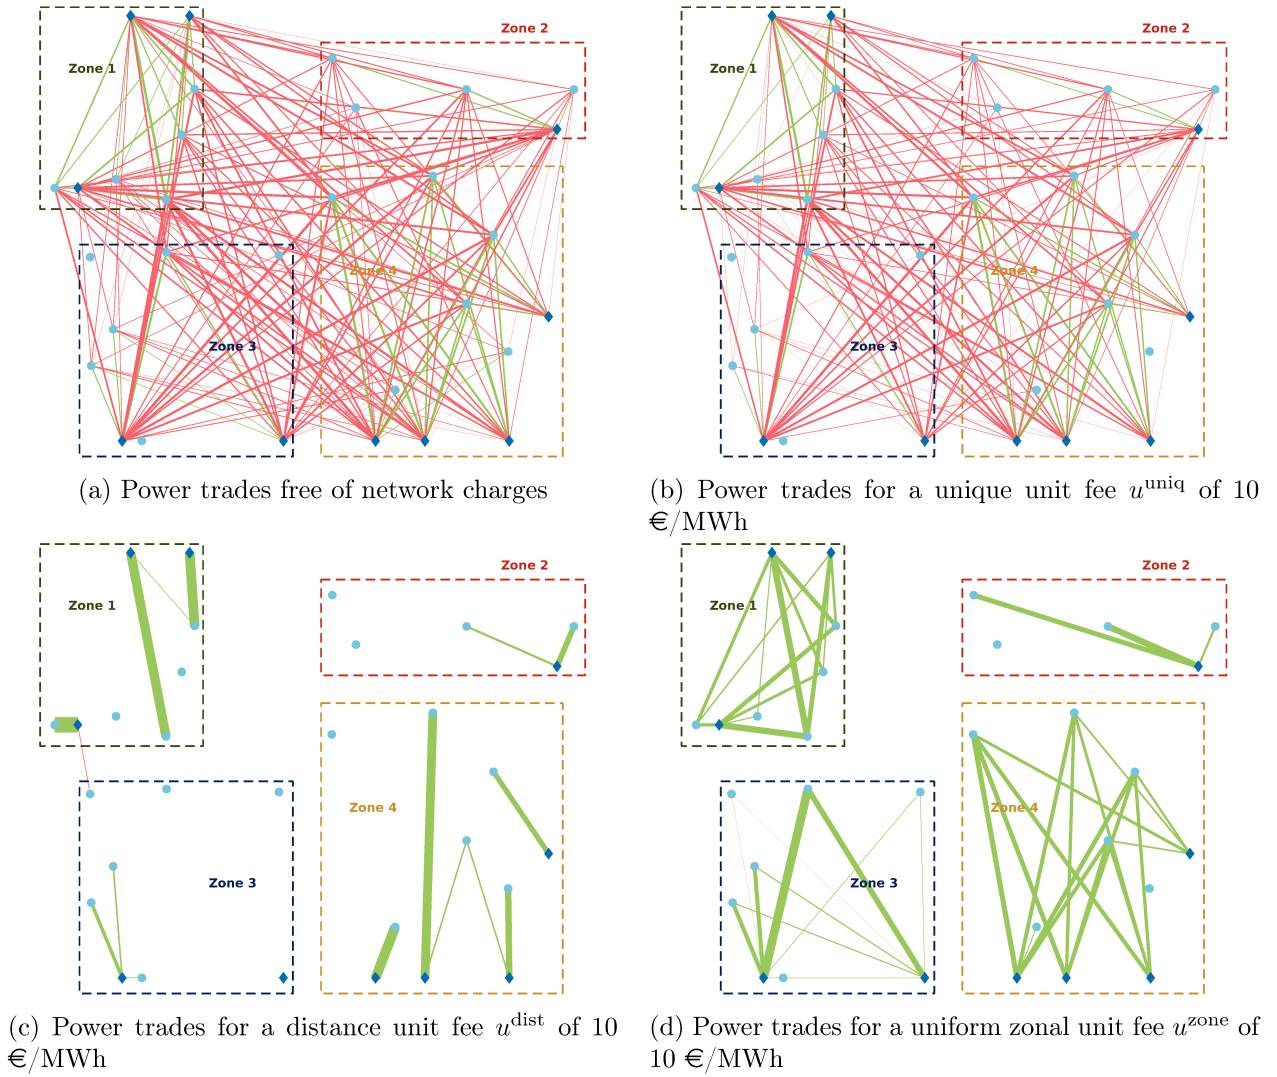 Zone 2
Zone 2
Zone 1
Zone 1
Zone 4
Zone 4
Zone 3
Zone 3
(a) Power trades free of network charges
(b) Power trades for a unique unit fee u^uniq of 10
€/MWh
Zone 2
Zone 2
Zone 1
Zone 1
Zone 4
Zone 4
Zone 3
Zone 3
(c) Power trades for a distance unit fee u^dist of 10
€/MWh
(d) Power trades for a uniform zonal unit fee u^zone of
10 €/MWh